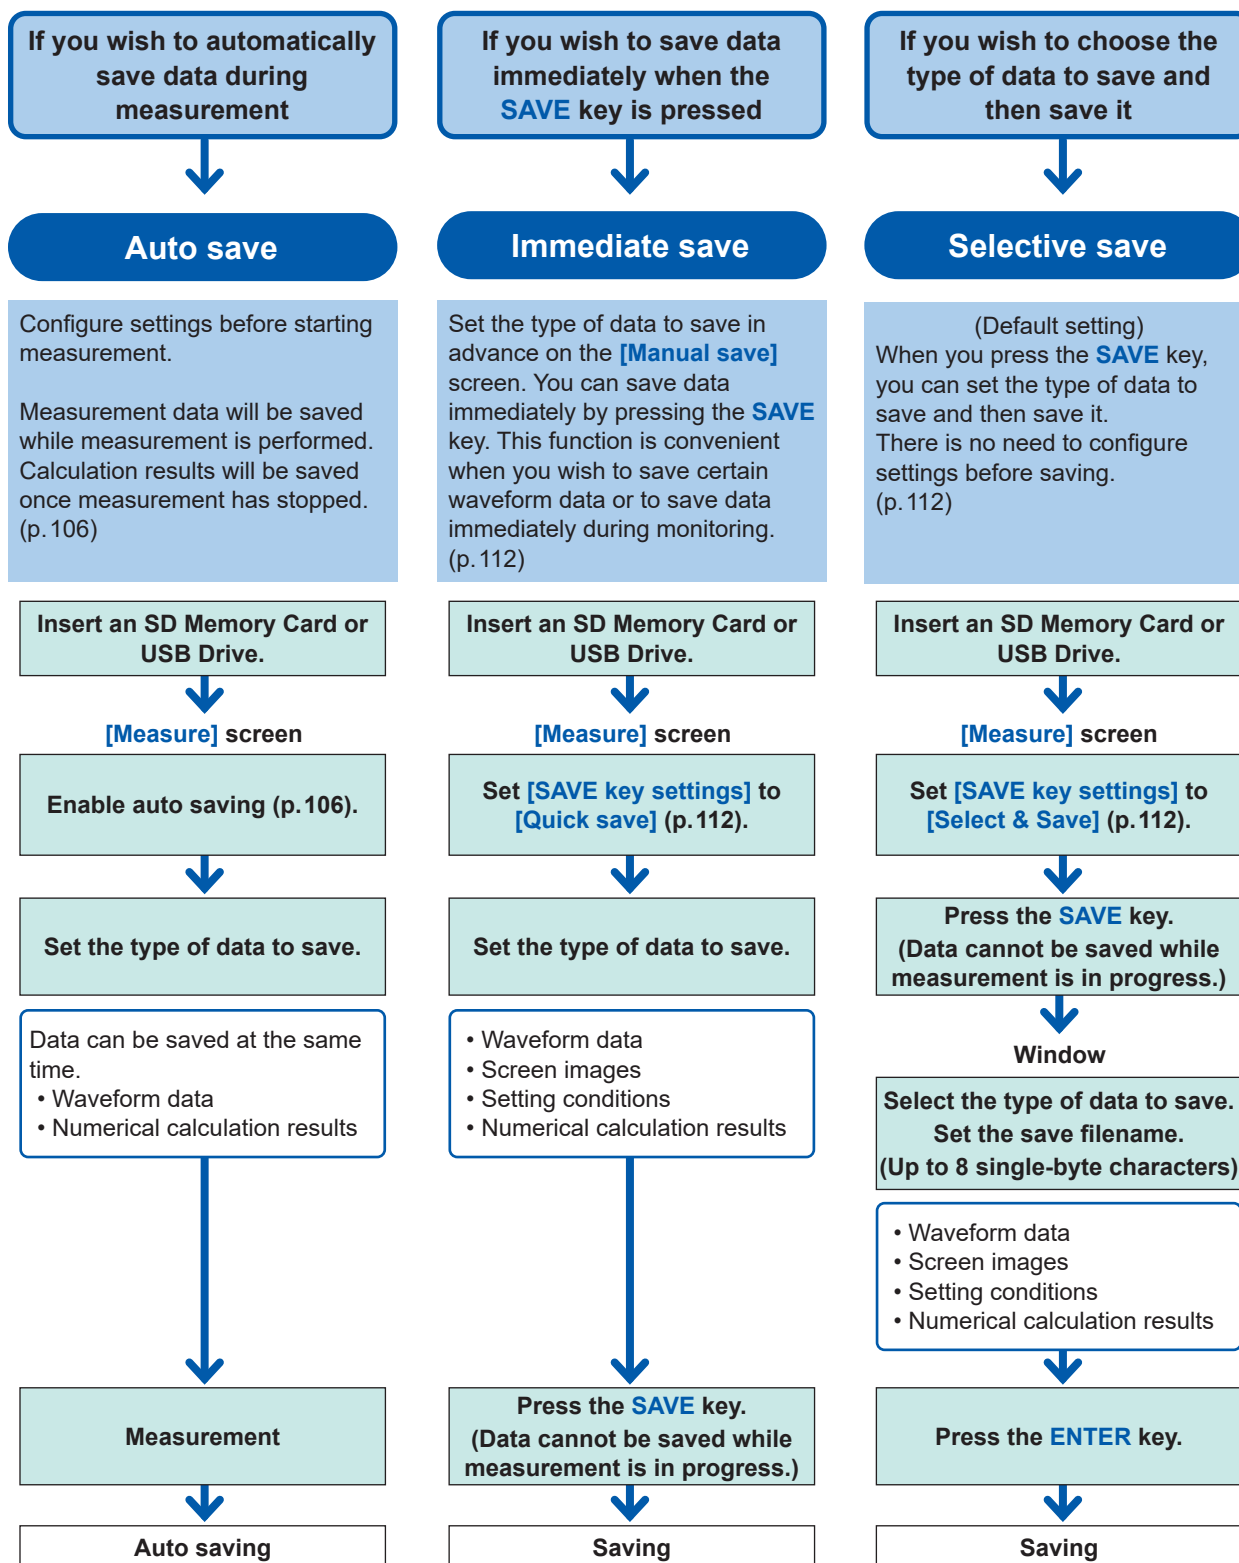 If you wish to automatically
save data during
measurement
Auto save
Configure settings before starting
measurement.
Measurement data will be saved
while measurement is performed.
Calculation results will be saved
once measurement has stopped.
(p. 106)
Insert an SD Memory Card or
USB Drive.
[Measure] screen
Enable auto saving (p. 106).
Set the type of data to save.
Data can be saved at the same
time.
• Waveform data
• Numerical calculation results
Measurement
Auto saving
If you wish to save data
immediately when the
SAVE key is pressed
Immediate save
Set the type of data to save in
advance on the [Manual save]
screen. You can save data
immediately by pressing the SAVE
key. This function is convenient
when you wish to save certain
waveform data or to save data
immediately during monitoring.
(p. 112)
Insert an SD Memory Card or
USB Drive.
[Measure] screen
Set [SAVE key settings] to
[Quick save] (p. 112).
Set the type of data to save.
• Waveform data
• Screen images
• Setting conditions
• Numerical calculation results
Press the SAVE key.
(Data cannot be saved while
measurement is in progress.)
Saving
If you wish to choose the
type of data to save and
then save it
Selective save
(Default setting)
When you press the SAVE key,
you can set the type of data to
save and then save it.
There is no need to configure
settings before saving.
(p. 112)
Insert an SD Memory Card or
USB Drive.
[Measure] screen
Set [SAVE key settings] to
[Select & Save] (p. 112).
Press the SAVE key.
(Data cannot be saved while
measurement is in progress.)
Window
Select the type of data to save.
Set the save filename.
(Up to 8 single-byte characters)
• Waveform data
• Screen images
• Setting conditions
• Numerical calculation results
Press the ENTER key.
Saving